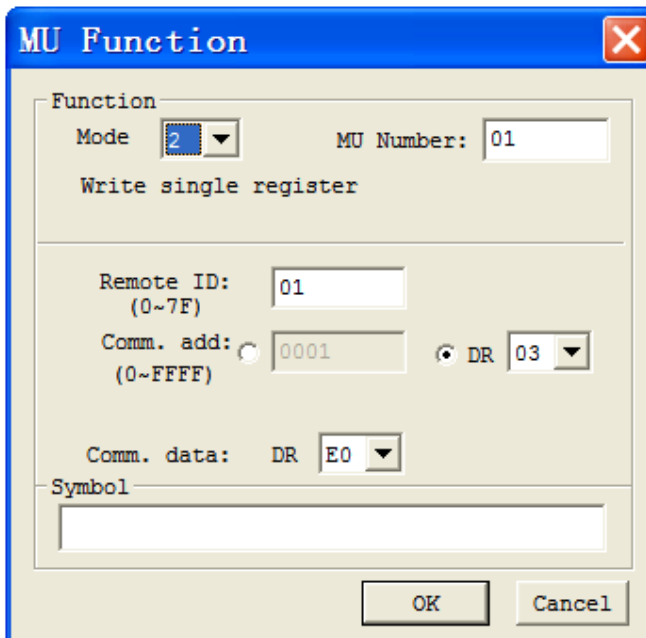 MU Function
Function
Mode 2 MU Number: 01
Write single register
Remote ID: 01
(0~7F)
Comm. add: 0001 DR 03
(0~FFFF)
Comm. data: DR E0
Symbol
OK Cancel